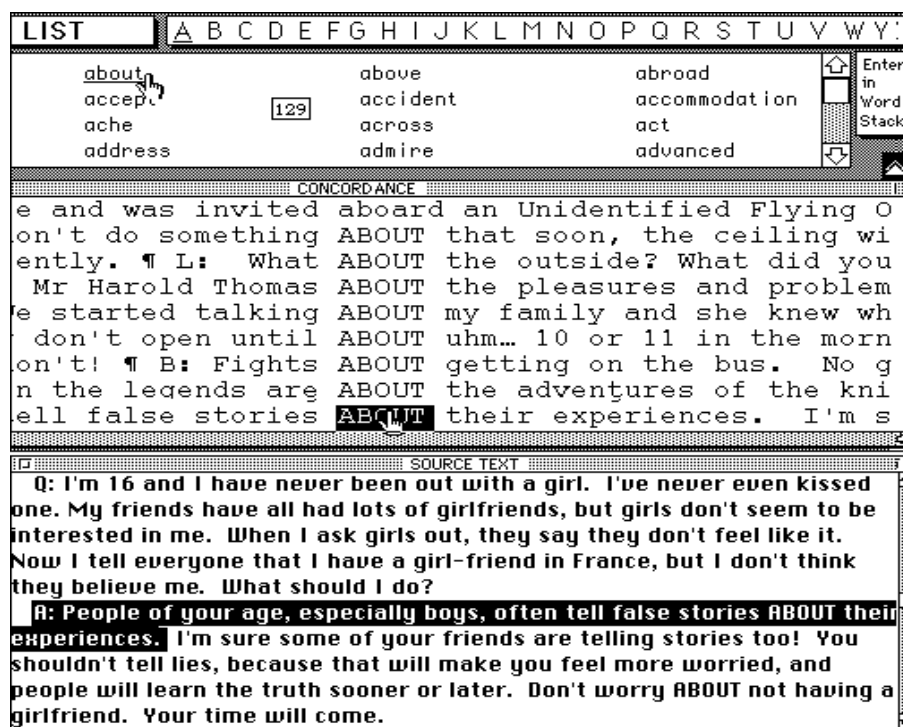 LIST A B C D E F G H I J K L M N O P Q R S T U V W Y
about above abroad
accept accident accommodation
129
ache across act
address admire advanced
Enter
in
Word
Stack
CONCORDANCE
e and was invited aboard an Unidentified Flying O
on't do something ABOUT that soon, the ceiling wi
ently. ¶ L: What ABOUT the outside? What did you
Mr Harold Thomas ABOUT the pleasures and problem
e started talking ABOUT my family and she knew wh
don't open until ABOUT uhm… 10 or 11 in the morn
on't! ¶ B: Fights ABOUT getting on the bus. No g
n the legends are ABOUT the adventures of the kni
ell false stories ABOUT their experiences. I'm s
SOURCE TEXT
Q: I'm 16 and I have never been out with a girl. I've never even kissed
one. My friends have all had lots of girlfriends, but girls don't seem to be
interested in me. When I ask girls out, they say they don't feel like it.
Now I tell everyone that I have a girl-friend in France, but I don't think
they believe me. What should I do?
A: People of your age, especially boys, often tell false stories ABOUT their
experiences. I'm sure some of your friends are telling stories too! You
shouldn't tell lies, because that will make you feel more worried, and
people will learn the truth sooner or later. Don't worry ABOUT not having a
girlfriend. Your time will come.